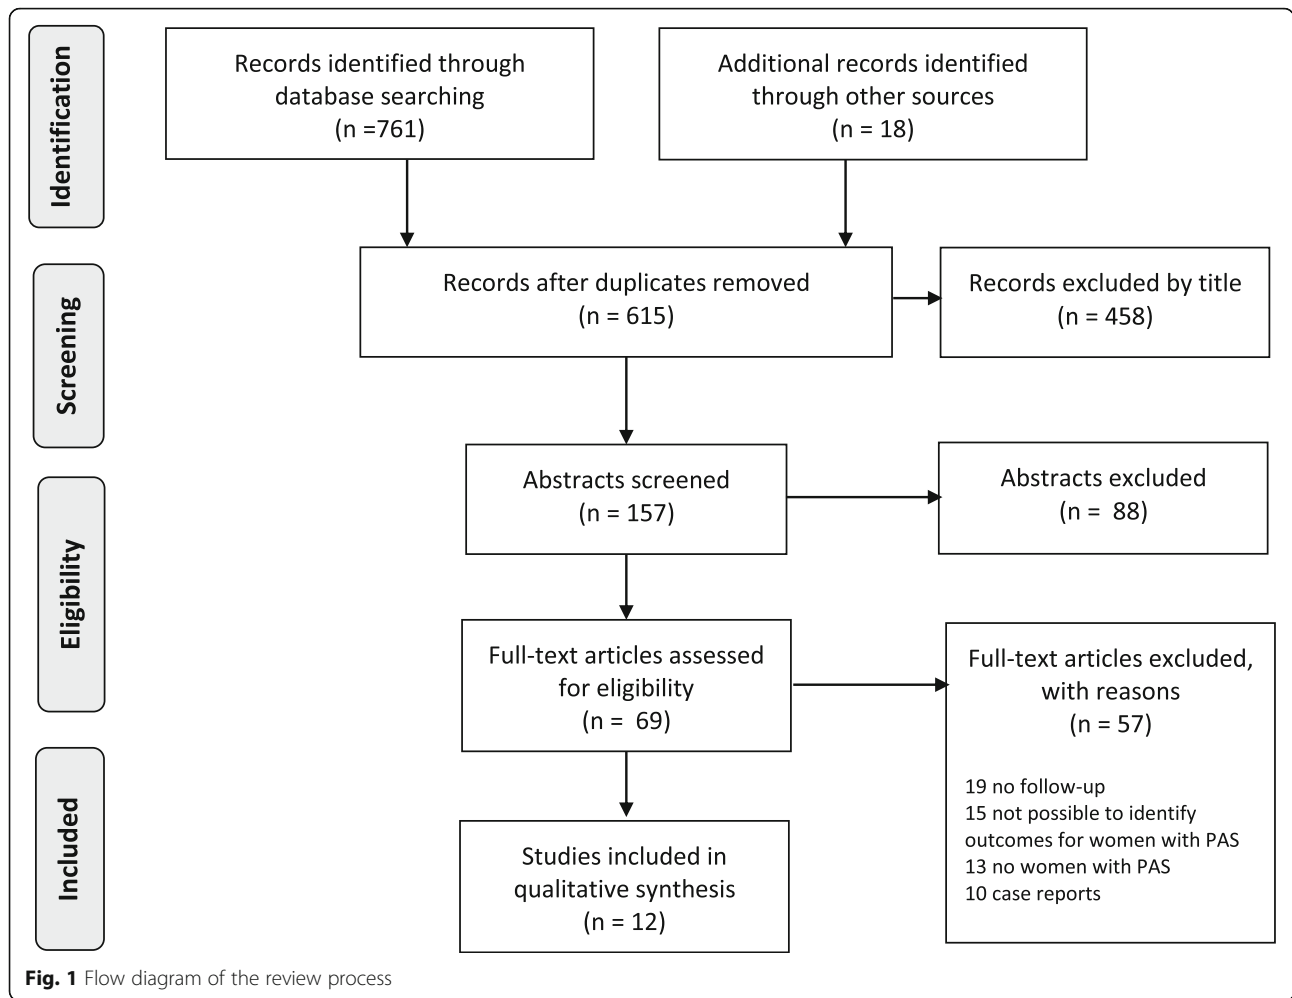 Identification
Records identified through
database searching
(n =761)
Additional records identified
through other sources
(n = 18)
Screening
Records after duplicates removed
(n = 615)
Records excluded by title
(n = 458)
Abstracts screened
(n = 157)
Abstracts excluded
(n =  88)
Eligibility
Full-text articles assessed
for eligibility
(n =  69)
Full-text articles excluded,
with reasons
(n = 57)
19 no follow-up
15 not possible to identify
outcomes for women with PAS
13 no women with PAS
10 case reports
Included
Studies included in
qualitative synthesis
(n = 12)
Fig. 1 Flow diagram of the review process